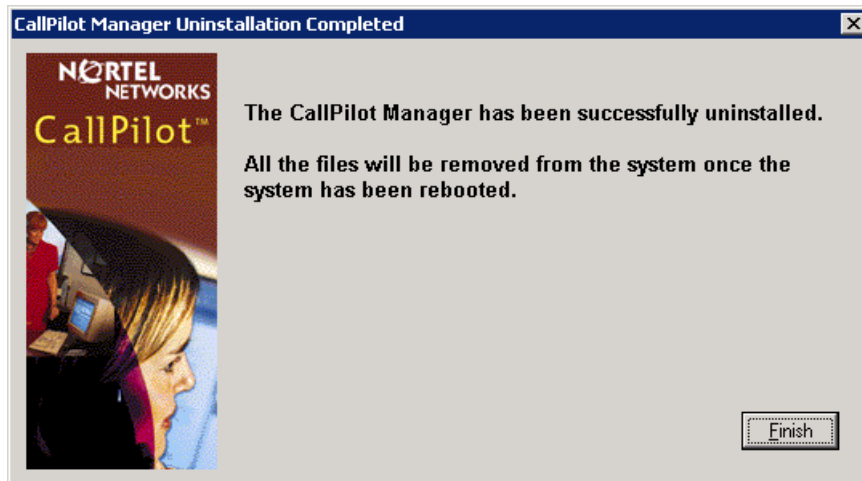 CallPilot Manager Uninstallation Completed
NORTEL
NETWORKS
CallPilot™
The CallPilot Manager has been successfully uninstalled.
All the files will be removed from the system once the
system has been rebooted.
Finish